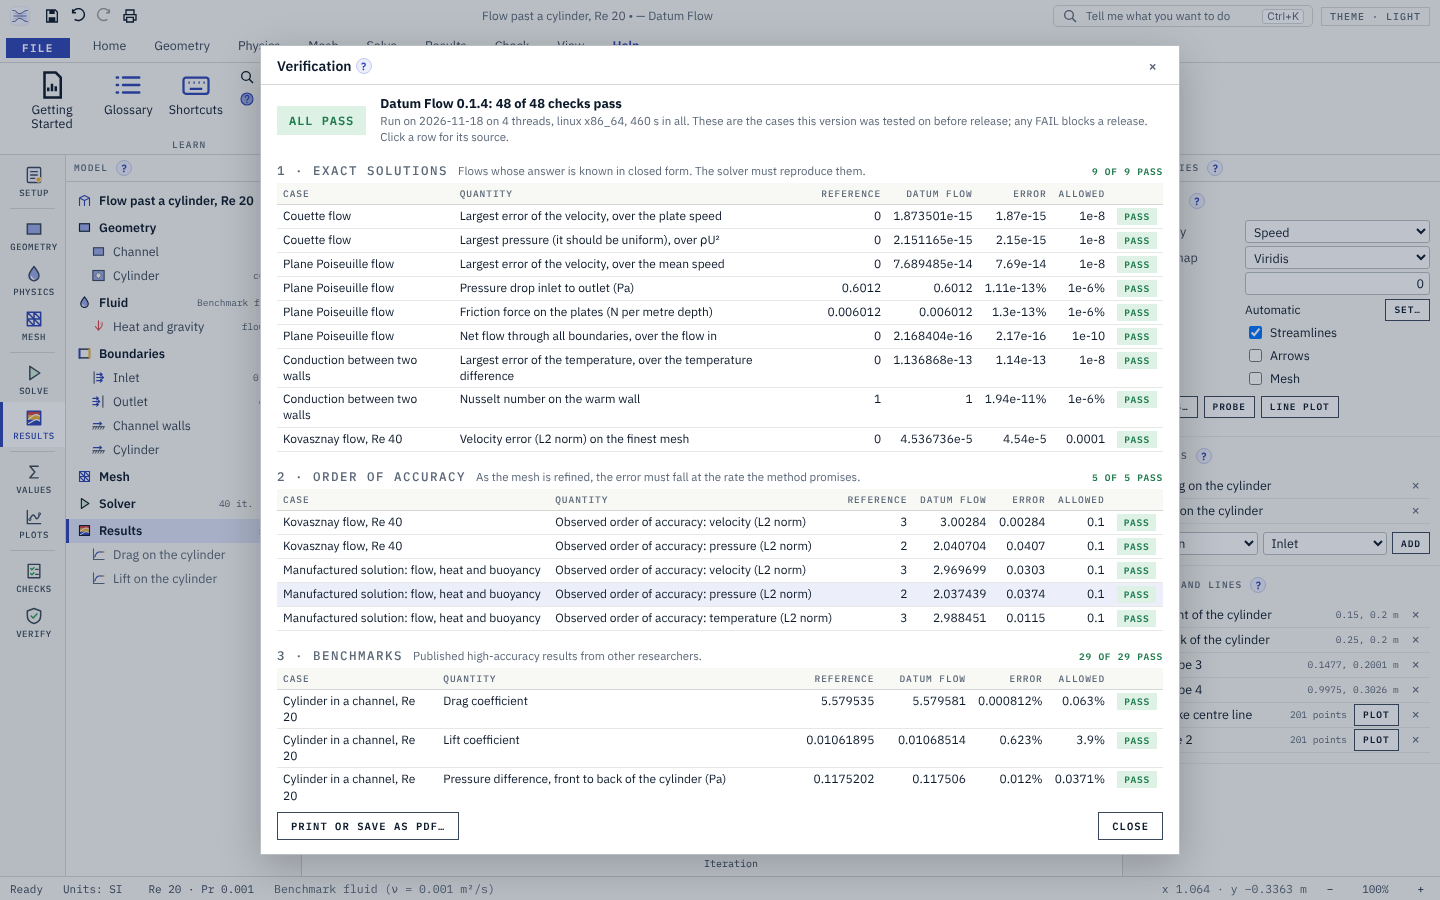 Flow past a cylinder, Re 20 • — Datum Flow
Tell me what you want to do
Ctrl+K
THEME · LIGHT
FILE
Home
Geometry
Getting Started
Glossary
Shortcuts
LEARN
Verification ?
×
ALL PASS
Datum Flow 0.1.4: 48 of 48 checks pass
Run on 2026-11-18 on 4 threads, linux x86_64, 460 s in all. These are the cases this version was tested on before release; any FAIL blocks a release.
Click a row for its source.
1 · EXACT SOLUTIONS Flows whose answer is known in closed form. The solver must reproduce them. 9 OF 9 PASS
CASE QUANTITY REFERENCE DATUM FLOW ERROR ALLOWED
Couette flow Largest error of the velocity, over the plate speed 0 1.873501e-15 1.87e-15 1e-8 PASS
Couette flow Largest pressure (it should be uniform), over ρU² 0 2.151165e-15 2.15e-15 1e-8 PASS
Plane Poiseuille flow Largest error of the velocity, over the mean speed 0 7.689485e-14 7.69e-14 1e-8 PASS
Plane Poiseuille flow Pressure drop inlet to outlet (Pa) 0.6012 0.6012 1.11e-13% 1e-6% PASS
Plane Poiseuille flow Friction force on the plates (N per metre depth) 0.006012 0.006012 1.3e-13% 1e-6% PASS
Plane Poiseuille flow Net flow through all boundaries, over the flow in 0 2.168404e-16 2.17e-16 1e-10 PASS
Conduction between two walls Largest error of the temperature, over the temperature difference 0 1.136868e-13 1.14e-13 1e-8 PASS
Conduction between two walls Nusselt number on the warm wall 1 1 1.94e-11% 1e-6% PASS
Kovasznay flow, Re 40 Velocity error (L2 norm) on the finest mesh 0 4.536736e-5 4.54e-5 0.0001 PASS
2 · ORDER OF ACCURACY As the mesh is refined, the error must fall at the rate the method promises. 5 OF 5 PASS
CASE QUANTITY REFERENCE DATUM FLOW ERROR ALLOWED
Kovasznay flow, Re 40 Observed order of accuracy: velocity (L2 norm) 3 3.00284 0.00284 0.1 PASS
Kovasznay flow, Re 40 Observed order of accuracy: pressure (L2 norm) 2 2.040704 0.0407 0.1 PASS
Manufactured solution: flow, heat and buoyancy Observed order of accuracy: velocity (L2 norm) 3 2.969699 0.0303 0.1 PASS
Manufactured solution: flow, heat and buoyancy Observed order of accuracy: pressure (L2 norm) 2 2.037439 0.0374 0.1 PASS
Manufactured solution: flow, heat and buoyancy Observed order of accuracy: temperature (L2 norm) 3 2.988451 0.0115 0.1 PASS
3 · BENCHMARKS Published high-accuracy results from other researchers. 29 OF 29 PASS
CASE QUANTITY REFERENCE DATUM FLOW ERROR ALLOWED
Cylinder in a channel, Re 20 Drag coefficient 5.579535 5.579581 0.000812% 0.063% PASS
Cylinder in a channel, Re 20 Lift coefficient 0.01061895 0.01068514 0.623% 3.9% PASS
Cylinder in a channel, Re 20 Pressure difference, front to back of the cylinder (Pa) 0.1175202 0.117506 0.012% 0.0371% PASS
PRINT OR SAVE AS PDF…
CLOSE
SETUP
GEOMETRY
PHYSICS
MESH
SOLVE
RESULTS
VALUES
PLOTS
CHECKS
VERIFY
MODEL ?
Flow past a cylinder, Re 20
Geometry
Channel
Cylinder
Fluid
Benchmark
Heat and gravity
Boundaries
Inlet
Outlet
Channel walls
Cylinder
Mesh
Solver 40 it.
Results
Drag on the cylinder
Lift on the cylinder
?
?
Speed
Viridis
0
Automatic
SET…
Streamlines
Arrows
Mesh
PROBE
LINE PLOT
?
on the cylinder ×
on the cylinder ×
Inlet
ADD
AND LINES ?
of the cylinder 0.15, 0.2 m ×
of the cylinder 0.25, 0.2 m ×
3 0.1477, 0.2001 m ×
4 0.9975, 0.3026 m ×
centre line 201 points PLOT ×
2 201 points PLOT ×
Iteration
Ready
Units: SI
Re 20 · Pr 0.001
Benchmark fluid (ν = 0.001 m²/s)
x 1.064 · y −0.3363 m
−
100%
+